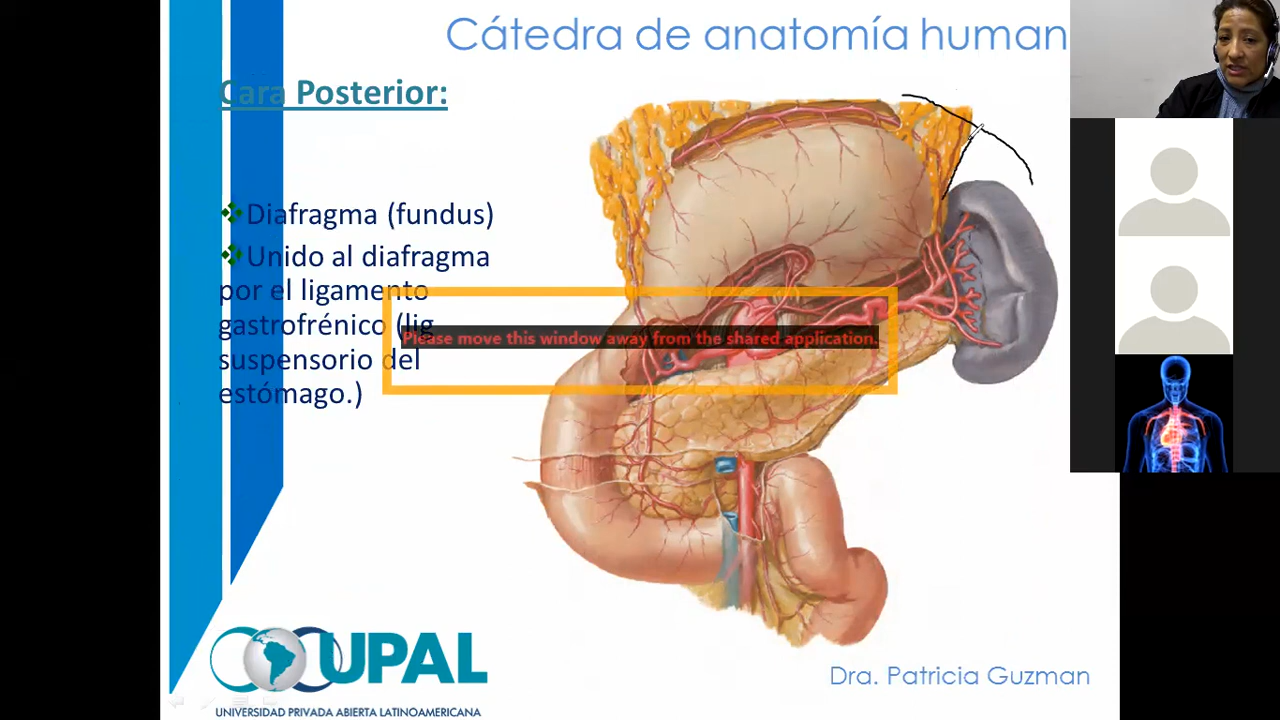 Cátedra de anatomía human
Cara Posterior:
Diafragma (fundus)
Unido al diafragma
por el ligamento
gastrofrénico (lig
suspensorio del
estómago.)
Please move this window away from the shared application.
UPAL
UNIVERSIDAD PRIVADA ABIERTA LATINOAMERICANA
Dra. Patricia Guzman